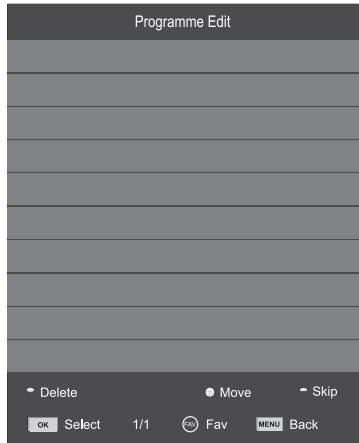 Programme Edit
Delete Move Skip
OK Select 1/1 FAV Fav MENU Back